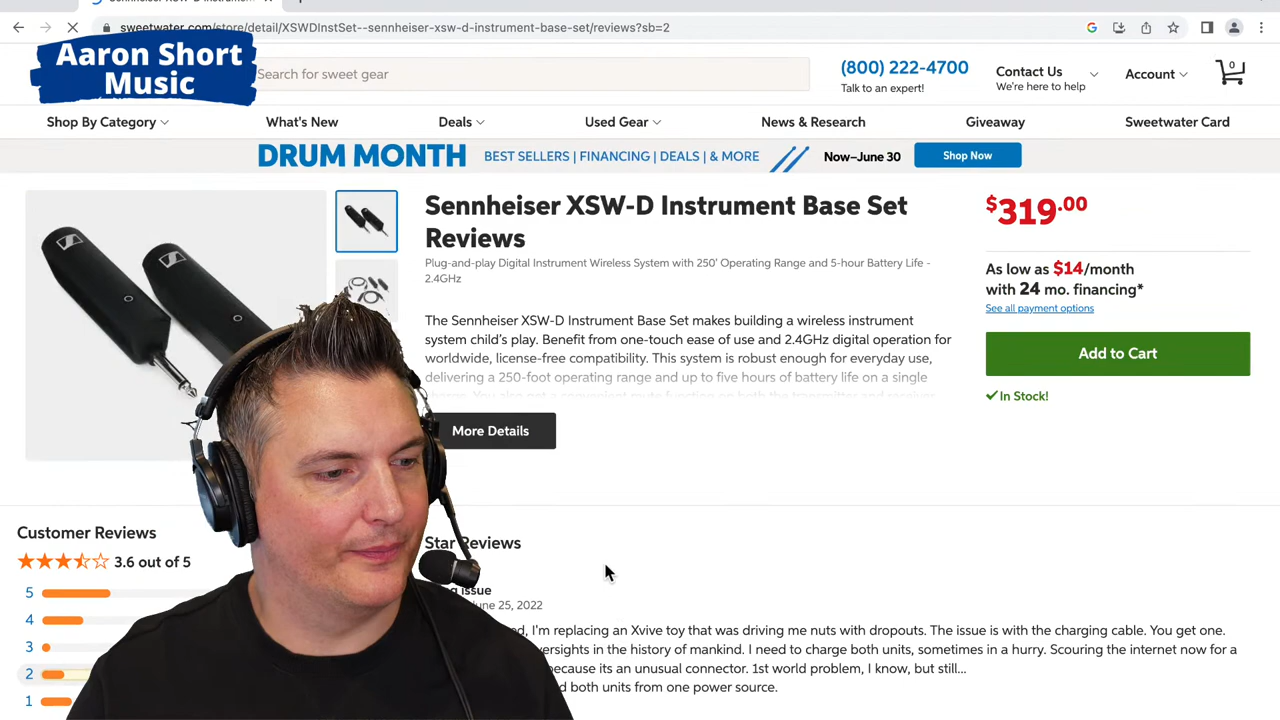 sweetwater.com/store/detail/XSWDInstSet--sennheiser-xsw-d-instrument-base-set/reviews?sb=2
Aaron Short
Music
Search for sweet gear
(800) 222-4700
Talk to an expert!
Contact Us
We're here to help
Account
0
Shop By Category
What's New
Deals
Used Gear
News & Research
Giveaway
Sweetwater Card
DRUM MONTH
BEST SELLERS | FINANCING | DEALS | & MORE
Now–June 30
Shop Now
Sennheiser XSW-D Instrument Base Set
Reviews
Plug-and-play Digital Instrument Wireless System with 250' Operating Range and 5-hour Battery Life -
2.4GHz
The Sennheiser XSW-D Instrument Base Set makes building a wireless instrument
system child's play. Benefit from one-touch ease of use and 2.4GHz digital operation for
worldwide, license-free compatibility. This system is robust enough for everyday use,
delivering a 250-foot operating range and up to five hours of battery life on a single
More Details
$319.00
As low as $14/month
with 24 mo. financing*
See all payment options
Add to Cart
In Stock!
Customer Reviews
3.6 out of 5
5
4
3
2
1
Star Reviews
issue
June 25, 2022
I'm replacing an Xvive toy that was driving me nuts with dropouts. The issue is with the charging cable. You get one.
in the history of mankind. I need to charge both units, sometimes in a hurry. Scouring the internet now for a
because its an unusual connector. 1st world problem, I know, but still...
both units from one power source.